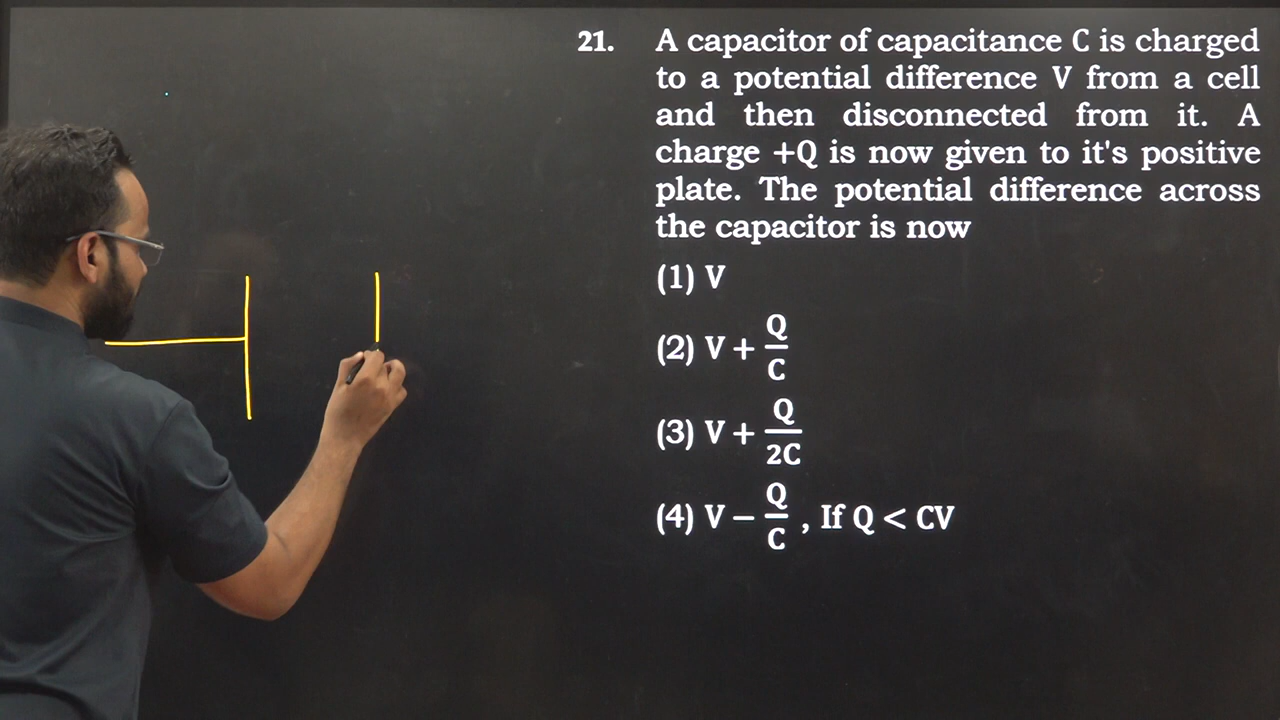 21. A capacitor of capacitance C is charged
to a potential difference V from a cell
and then disconnected from it. A
charge +Q is now given to it's positive
plate. The potential difference across
the capacitor is now
(1) V
(2) V + Q/C
(3) V + Q/2C
(4) V – Q/C , If Q < CV